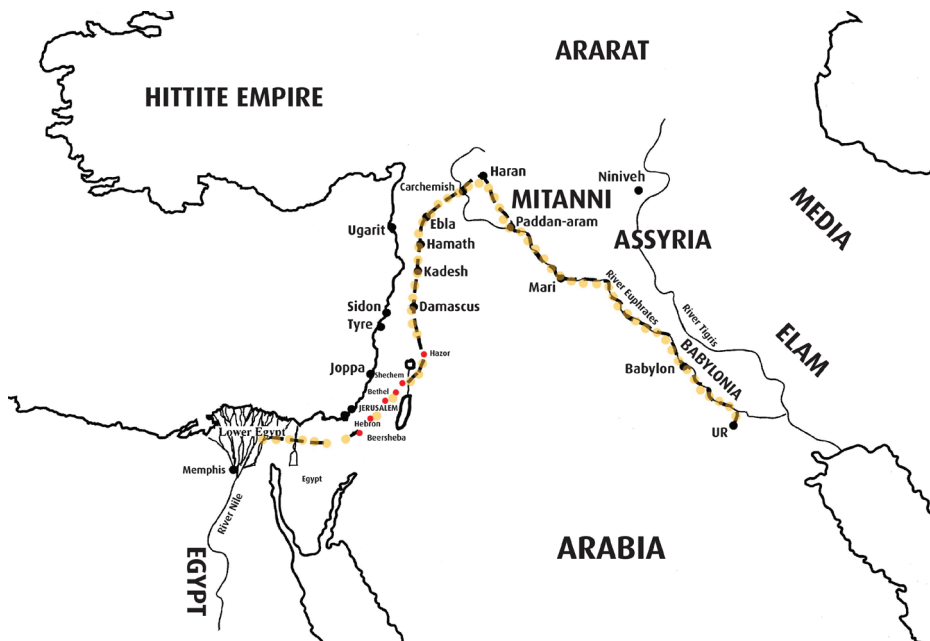 ARARAT
HITTITE EMPIRE
Haran
Niniveh
Carchemish
MITANNI
MEDIA
Paddan-aram
Ebla
Ugarit
ASSYRIA
Hamath
Kadesh
Mari
River Euphrates
Damascus
Sidon
River Tigris
Tyre
ELAM
Hazor
BABYLONIA
Joppa
Shechem
Babylon
Bethel
JERUSALEM
Hebron
Lower Egypt
Beersheba
UR
Memphis
Egypt
River Nile
ARABIA
EGYPT